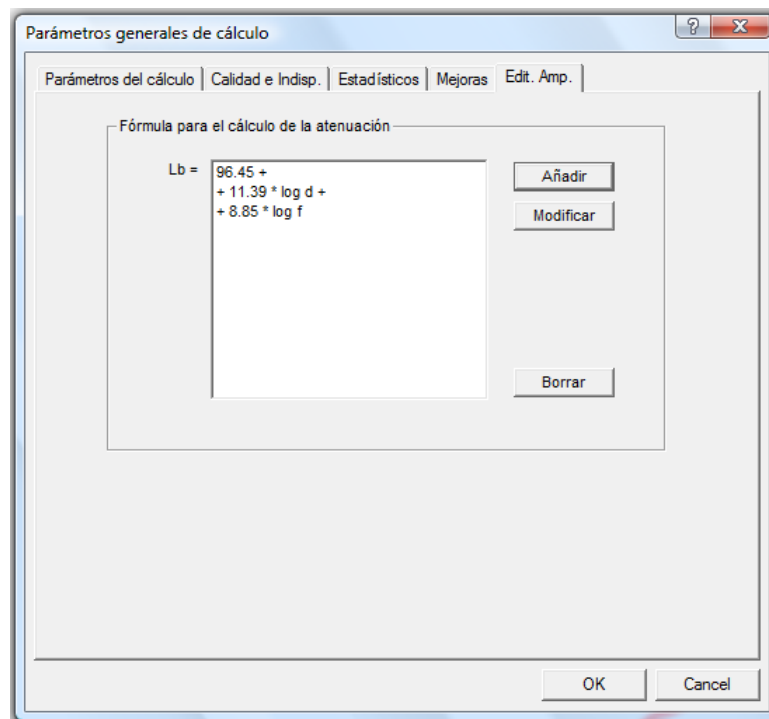 Parámetros generales de cálculo
?
Parámetros del cálculo Calidad e Indisp. Estadísticos Mejoras Edit. Amp.
Fórmula para el cálculo de la atenuación
Lb = 96.45 +
+ 11.39 * log d +
+ 8.85 * log f
Añadir
Modificar
Borrar
OK Cancel